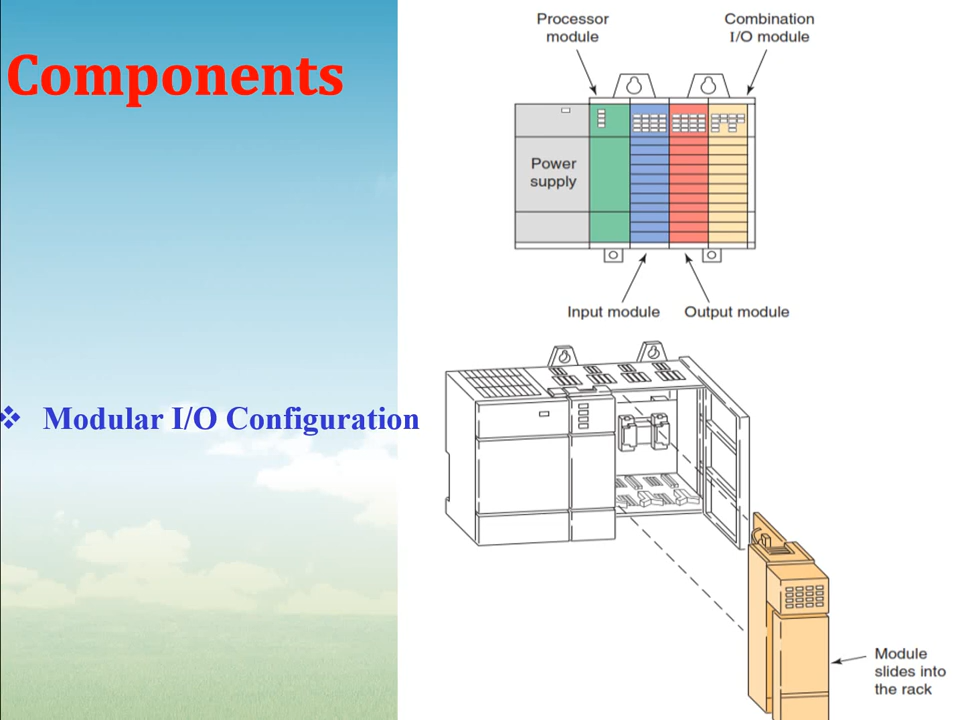 Components
❖ Modular I/O Configuration
Processor
module
Combination
I/O module
Power
supply
Input module
Output module
Module
slides into
the rack